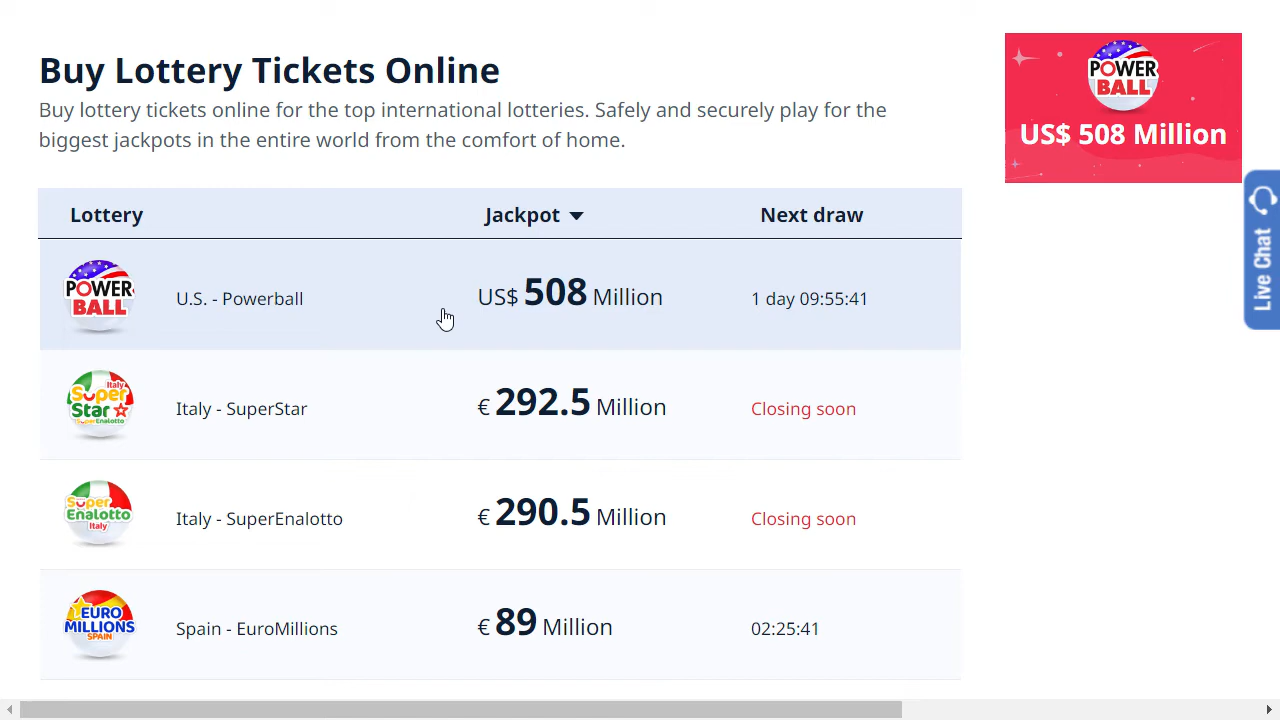 Buy Lottery Tickets Online
Buy lottery tickets online for the top international lotteries. Safely and securely play for the
biggest jackpots in the entire world from the comfort of home.
POWER
BALL
US$ 508 Million
Live Chat
Lottery Jackpot Next draw
POWER
BALL
U.S. - Powerball US$ 508 Million 1 day 09:55:41
Italy
Super
Star
SuperEnalotto
Italy - SuperStar € 292.5 Million Closing soon
Super
Enalotto
Italy
Italy - SuperEnalotto € 290.5 Million Closing soon
EURO
MILLIONS
SPAIN
Spain - EuroMillions € 89 Million 02:25:41